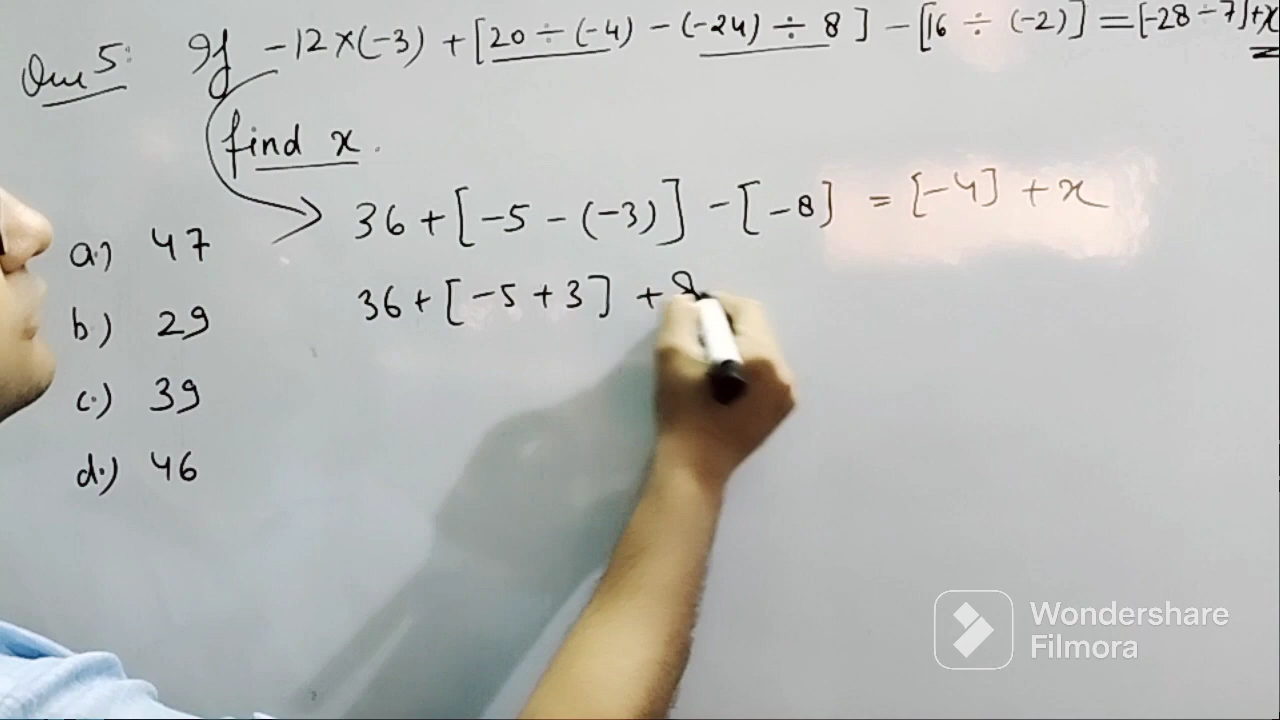 Que 5: If -12×(-3) + [20÷(-4) - (-24) ÷ 8] - [16 ÷ (-2)] = [-28÷7]+x
find x.
36+[-5-(-3)] -[-8] = [-4] +x
36+[-5+3] +8
a.) 47
b.) 29
c.) 39
d.) 46
Wondershare
Filmora